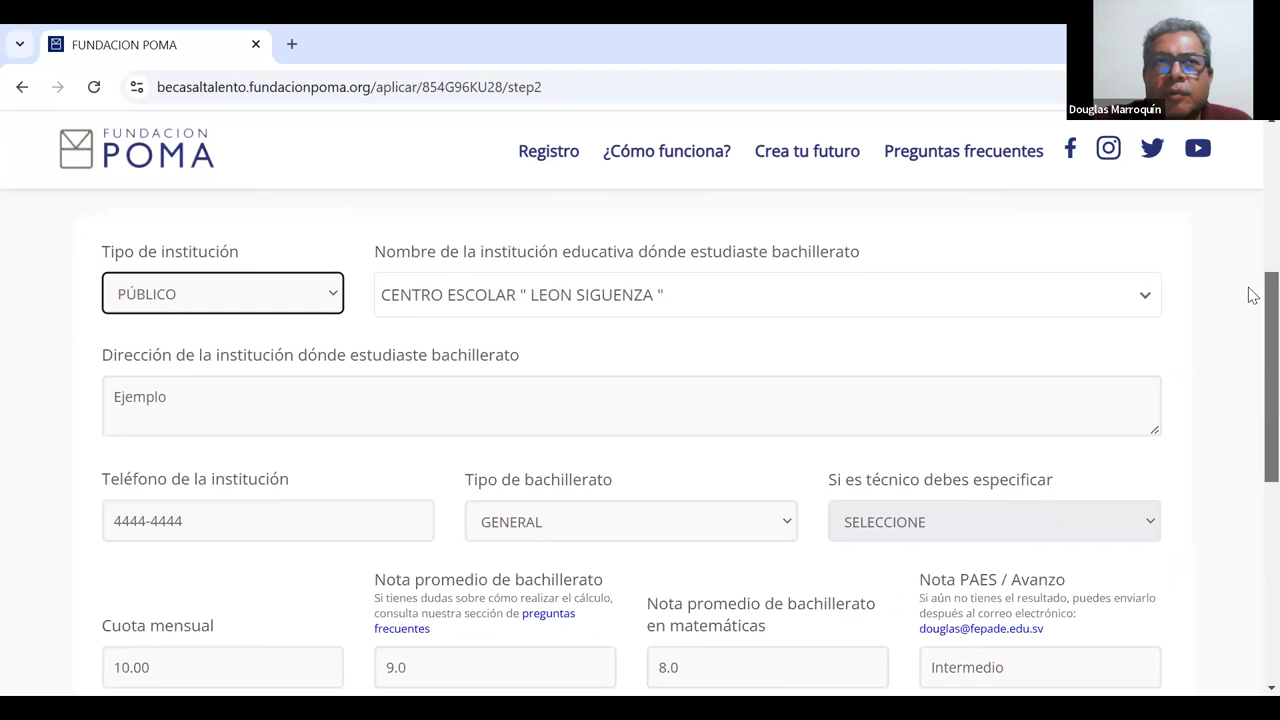 FUNDACION POMA
becasaltalento.fundacionpoma.org/aplicar/854G96KU28/step2
Douglas Marroquín
FUNDACION
POMA
Registro
¿Cómo funciona?
Crea tu futuro
Preguntas frecuentes
Tipo de institución
Nombre de la institución educativa dónde estudiaste bachillerato
PÚBLICO
CENTRO ESCOLAR " LEON SIGUENZA "
Dirección de la institución dónde estudiaste bachillerato
Ejemplo
Teléfono de la institución
Tipo de bachillerato
Si es técnico debes especificar
4444-4444
GENERAL
SELECCIONE
Cuota mensual
Nota promedio de bachillerato
Si tienes dudas sobre cómo realizar el cálculo,
consulta nuestra sección de preguntas
frecuentes
Nota promedio de bachillerato
en matemáticas
Nota PAES / Avanzo
Si aún no tienes el resultado, puedes enviarlo
después al correo electrónico:
douglas@fepade.edu.sv
10.00
9.0
8.0
Intermedio